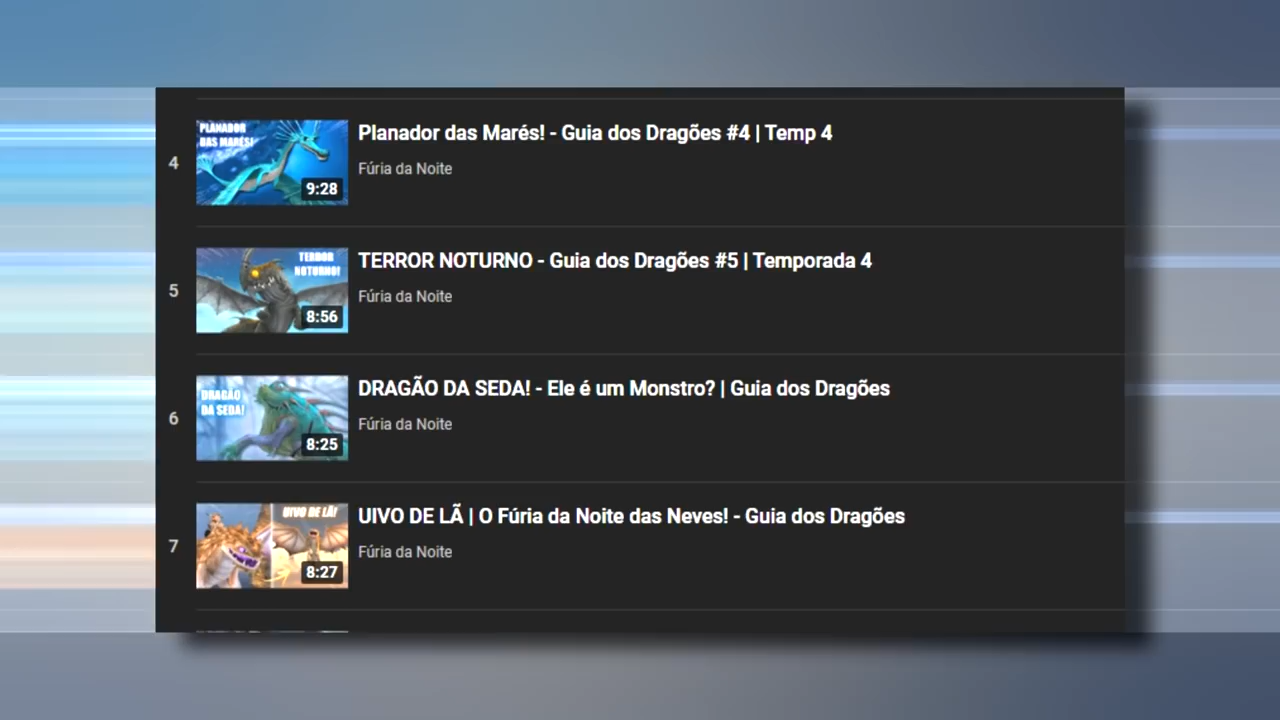 4
PLANADOR
DAS MARÉS!
9:28
Planador das Marés! - Guia dos Dragões #4 | Temp 4
Fúria da Noite
5
TERROR
NOTURNO!
8:56
TERROR NOTURNO - Guia dos Dragões #5 | Temporada 4
Fúria da Noite
6
DRAGÃO
DA SEDA!
8:25
DRAGÃO DA SEDA! - Ele é um Monstro? | Guia dos Dragões
Fúria da Noite
7
UIVO DE LÃ!
8:27
UIVO DE LÃ | O Fúria da Noite das Neves! - Guia dos Dragões
Fúria da Noite